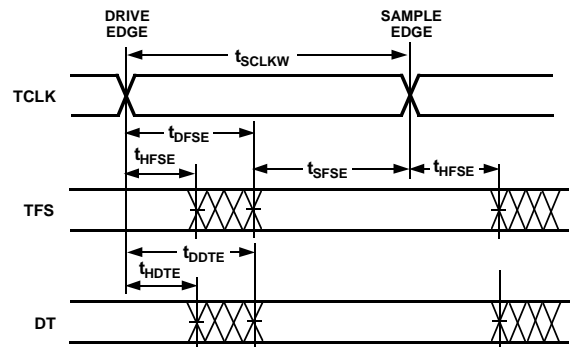 DRIVE
EDGE
SAMPLE
EDGE
tSCLKW
TCLK
tDFSE
tHFSE
tSFSE
tHFSE
TFS
tDDTE
tHDTE
DT